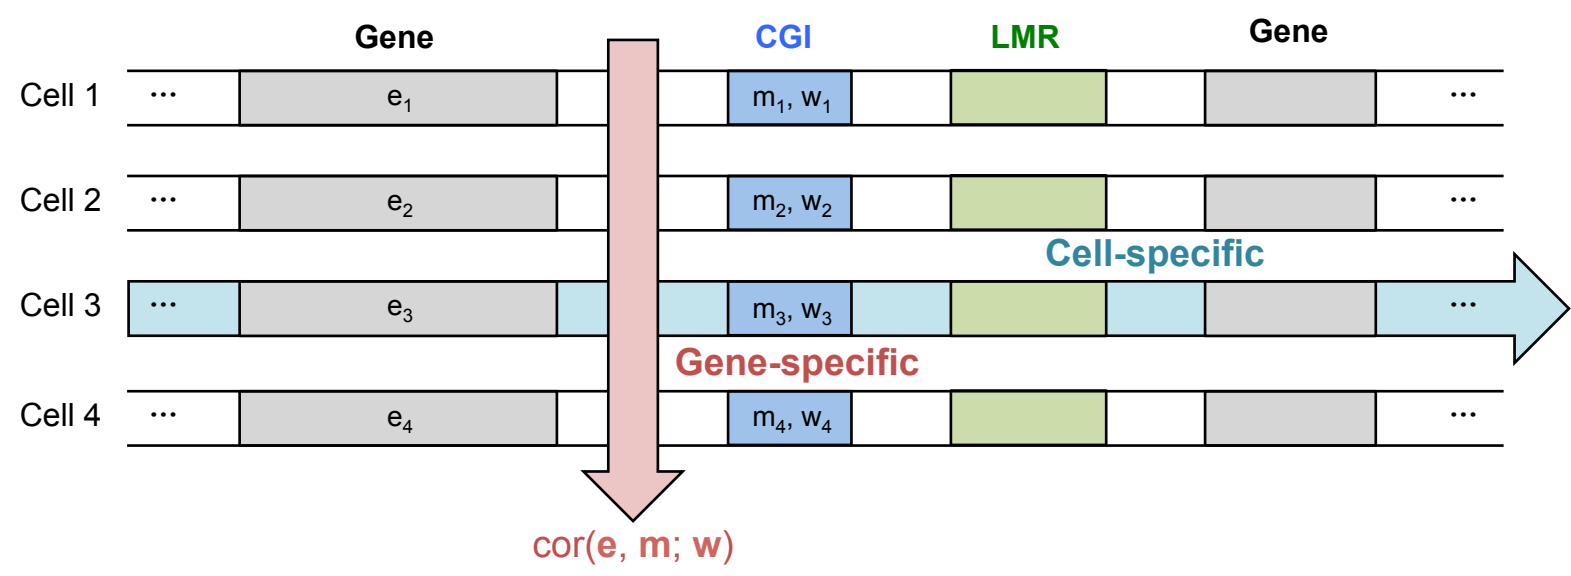 Gene CGI LMR Gene
Cell 1 ... e1 m1, w1 ...
Cell 2 ... e2 m2, w2 ...
Cell-specific
Cell 3 ... e3 m3, w3 ...
Gene-specific
Cell 4 ... e4 m4, w4 ...
cor(e, m; w)